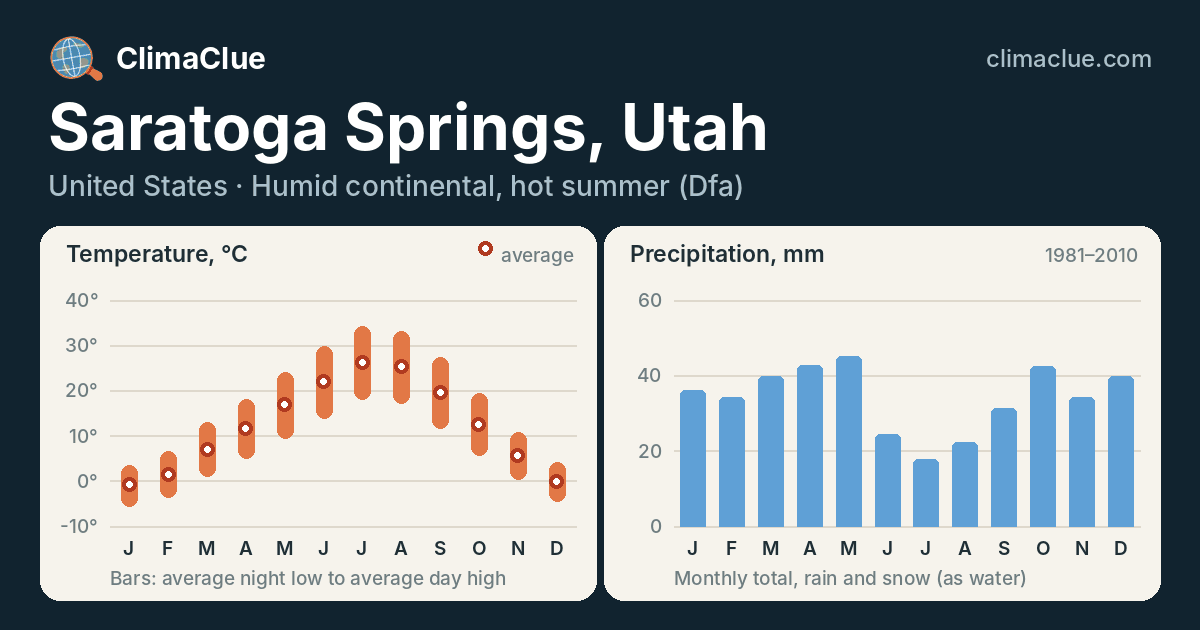 ClimaClue
climaclue.com
Saratoga Springs, Utah
United States · Humid continental, hot summer (Dfa)
Temperature, °C
average
40°
30°
20°
10°
0°
-10°
J F M A M J J A S O N D
Bars: average night low to average day high
Precipitation, mm
1981–2010
60
40
20
0
J F M A M J J A S O N D
Monthly total, rain and snow (as water)